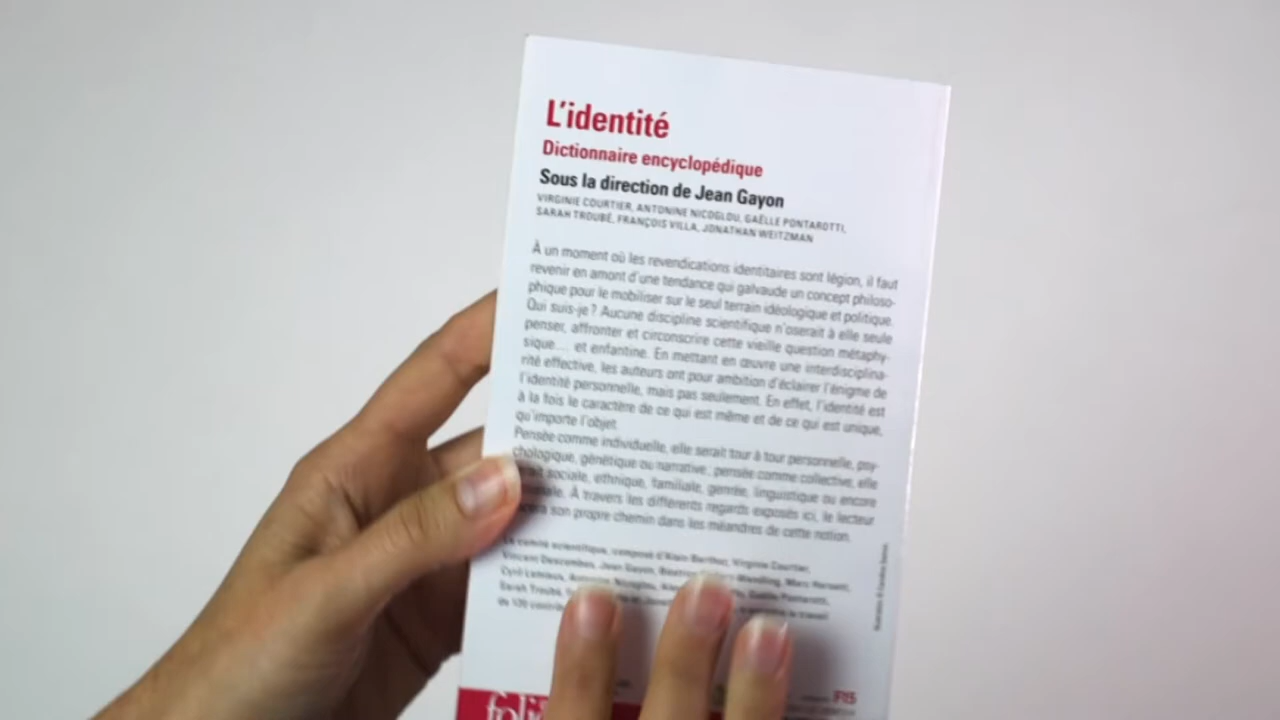 L'identité
Dictionnaire encyclopédique
Sous la direction de Jean Gayon
VIRGINIE COURTIER, ANTONINE NICOGLOU, GAËLLE PONTAROTTI,
SARAH TROUBÉ, FRANÇOIS VILLA, JONATHAN WEITZMAN
À un moment où les revendications identitaires sont légion, il faut
revenir en amont d'une tendance qui galvaude un concept philoso-
phique pour le mobiliser sur le seul terrain idéologique et politique.
Qui suis-je ? Aucune discipline scientifique n'oserait à elle seule
penser, affronter et circonscrire cette vieille question métaphy-
sique... et enfantine. En mettant en œuvre une interdisciplina-
rité effective, les auteurs ont pour ambition d'éclairer l'énigme de
l'identité personnelle, mais pas seulement. En effet, l'identité est
à la fois le caractère de ce qui est même et de ce qui est unique,
qu'importe l'objet.
Pensée comme individuelle, elle serait tour à tour personnelle, psy-
chologique, génétique ou narrative ; pensée comme collective, elle
sociale, ethnique, familiale, genrée, linguistique ou encore
À travers les différents regards exposés ici, le lecteur
son propre chemin dans les méandres de cette notion.
comité scientifique, composé d'Alain Berthoz, Virginie Courtier,
Vincent Descombes, Jean Gayon, Marc
Cyril Lemieux, Gaëlle Pontarotti,
Sarah Troubé,
folio
F15